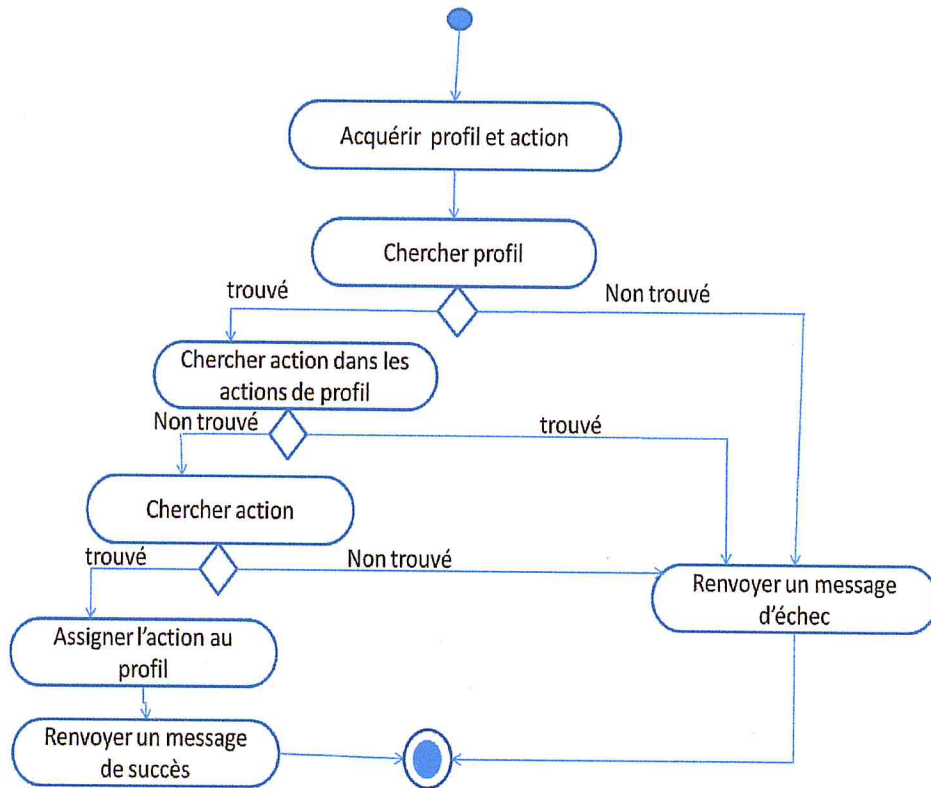 Acquérir profil et action
Chercher profil
trouvé
Non trouvé
Chercher action dans les
actions de profil
Non trouvé
trouvé
Chercher action
trouvé
Non trouvé
Renvoyer un message
d'échec
Assigner l'action au
profil
Renvoyer un message
de succès